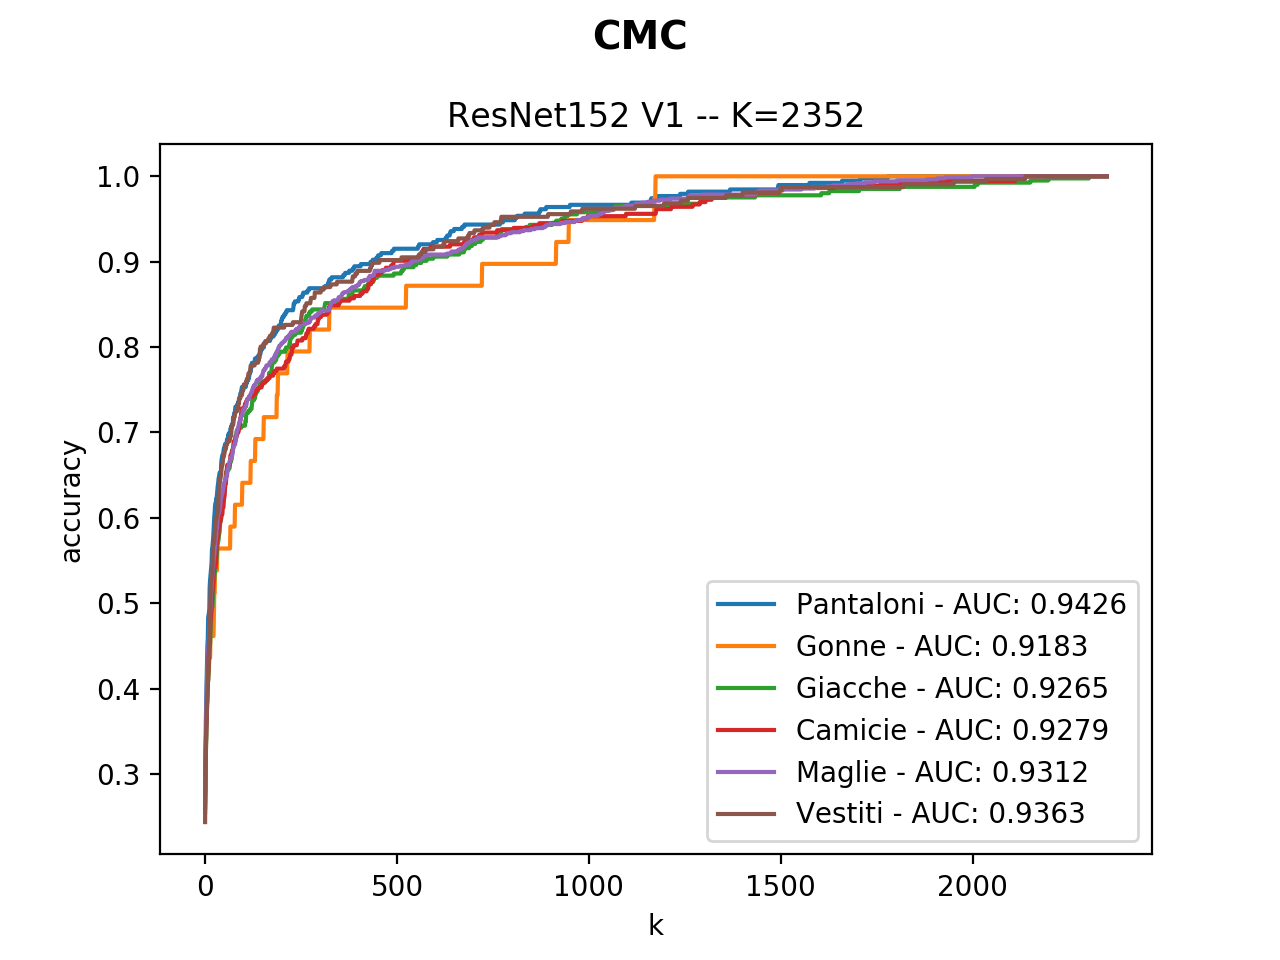 CMC
ResNet152 V1 -- K=2352
accuracy
1.0
0.9
0.8
0.7
0.6
0.5
0.4
0.3
Pantaloni - AUC: 0.9426
Gonne - AUC: 0.9183
Giacche - AUC: 0.9265
Camicie - AUC: 0.9279
Maglie - AUC: 0.9312
Vestiti - AUC: 0.9363
0 500 1000 1500 2000
k